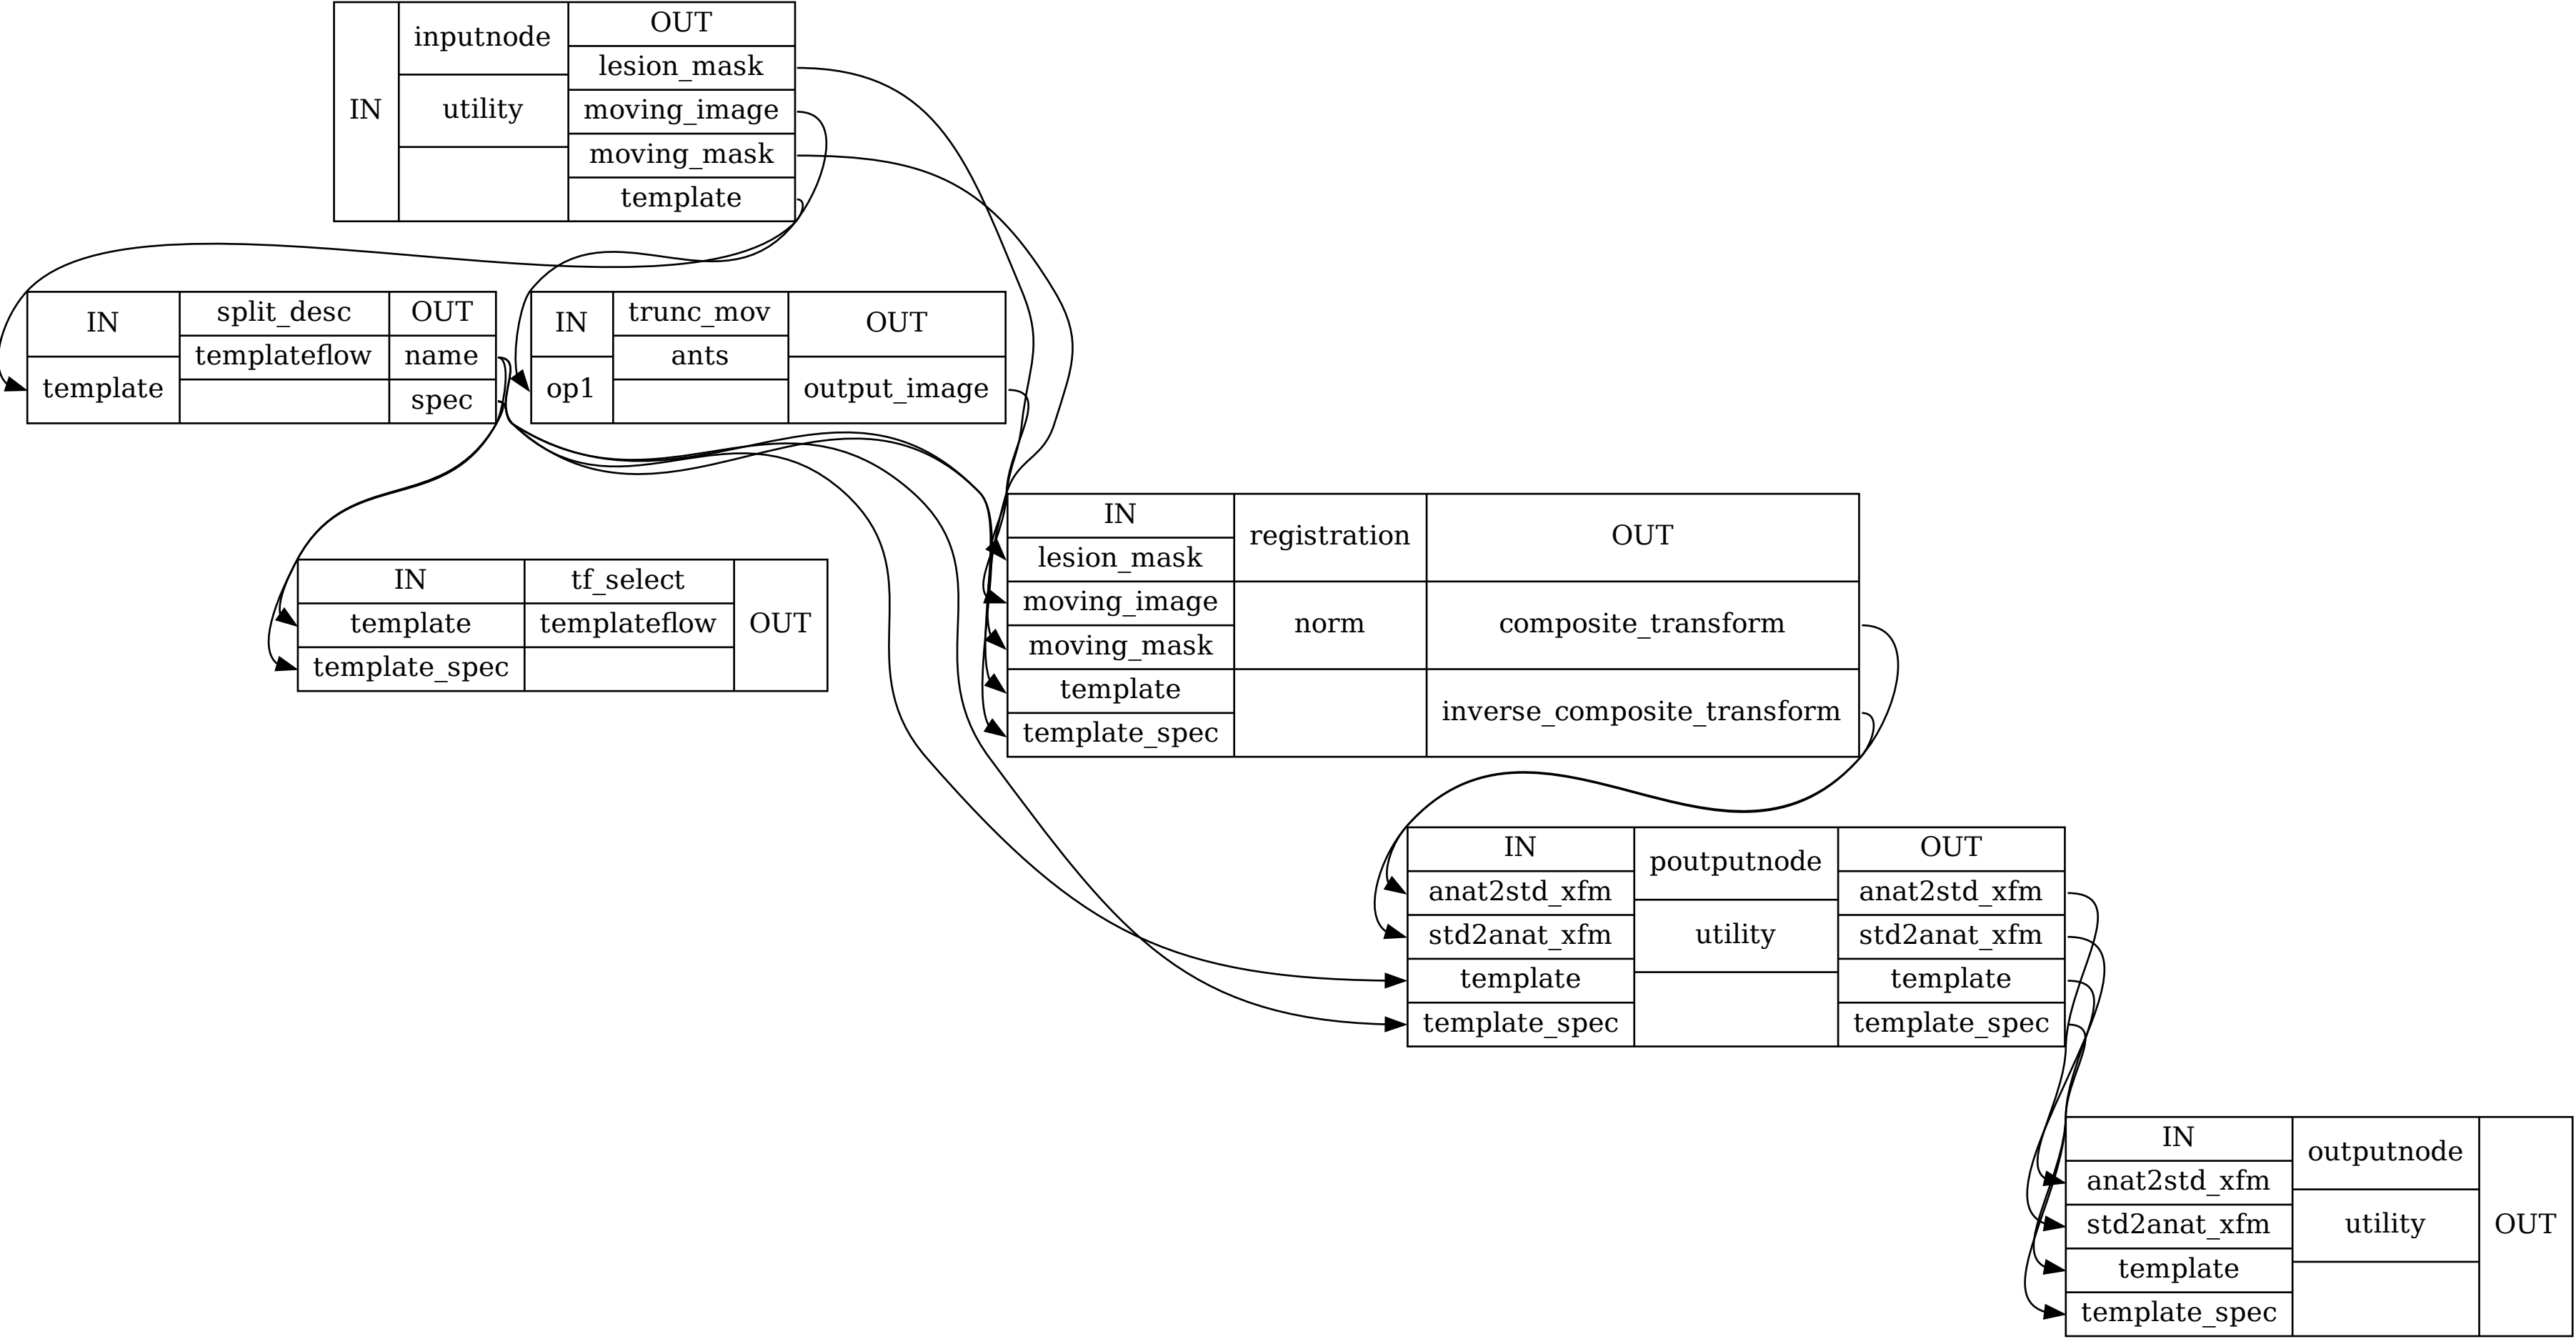 IN
inputnode
utility
OUT
lesion_mask
moving_image
moving_mask
template
IN
template
split_desc
templateflow
OUT
name
spec
IN
op1
trunc_mov
ants
OUT
output_image
IN
lesion_mask
moving_image
moving_mask
template
template_spec
registration
norm
OUT
composite_transform
inverse_composite_transform
IN
template
template_spec
tf_select
templateflow
OUT
IN
anat2std_xfm
std2anat_xfm
template
template_spec
poutputnode
utility
OUT
anat2std_xfm
std2anat_xfm
template
template_spec
IN
anat2std_xfm
std2anat_xfm
template
template_spec
outputnode
utility
OUT